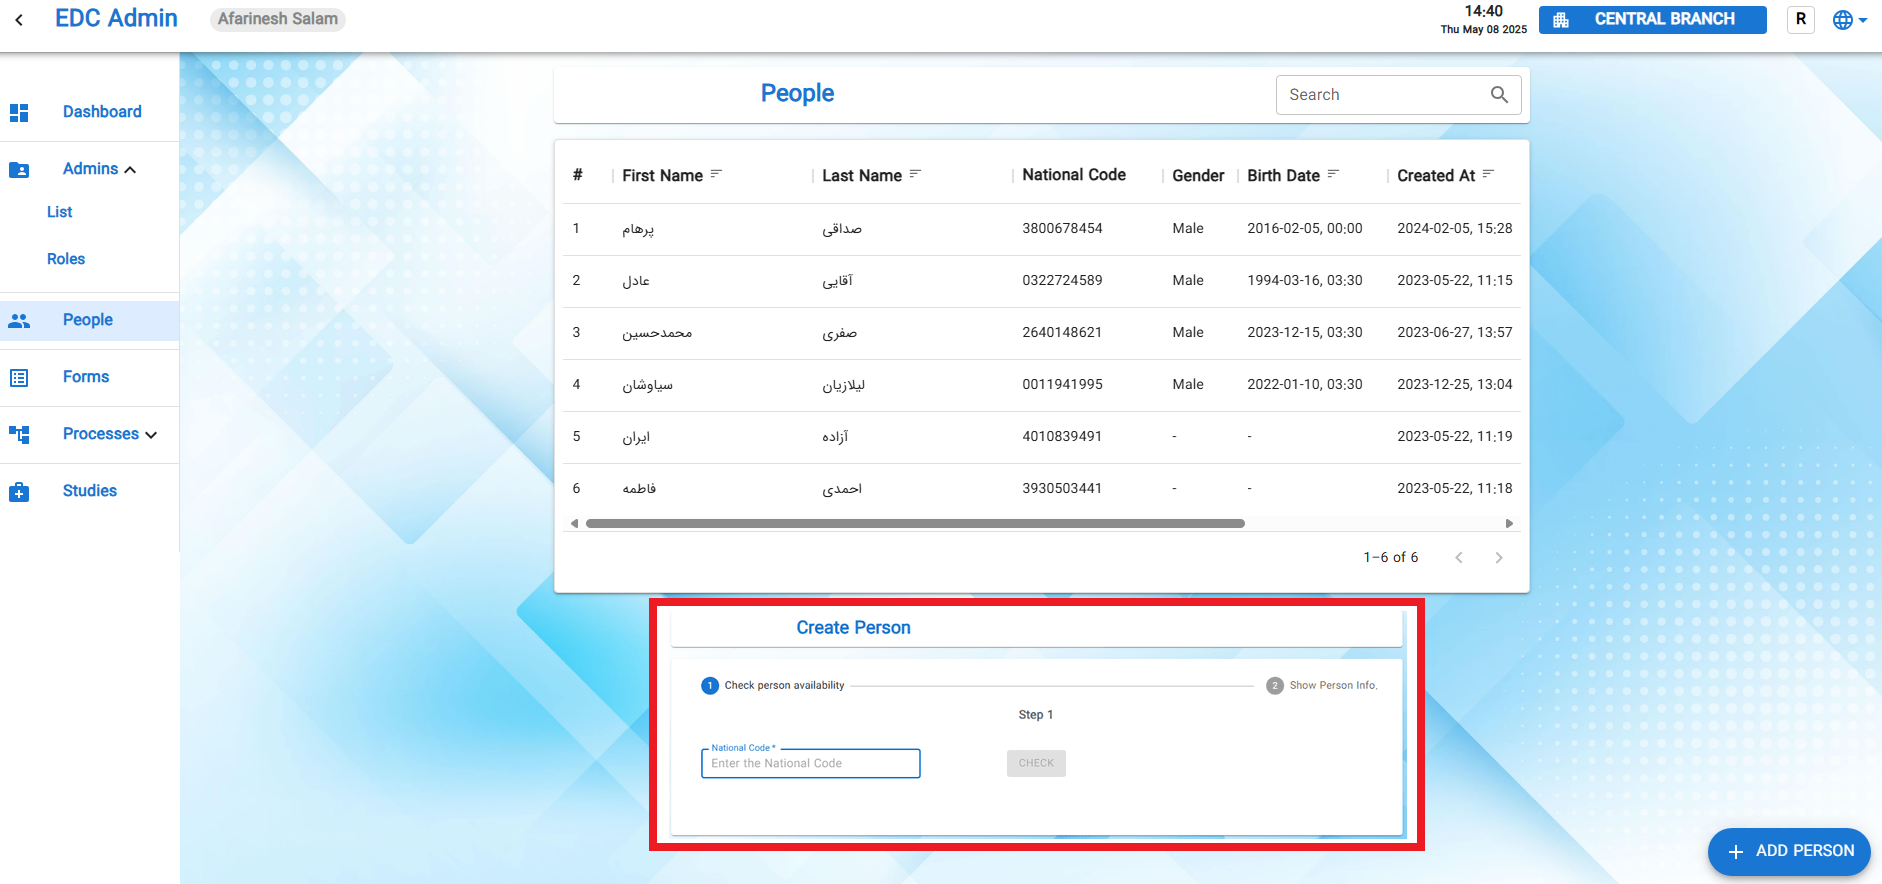 EDC Admin
Afarinesh Salam
14:40
Thu May 08 2025
CENTRAL BRANCH
R
Dashboard
Admins
List
Roles
People
Forms
Processes
Studies
People
Search
# First Name Last Name National Code Gender Birth Date Created At
1 پرهام صداقی 3800678454 Male 2016-02-05, 00:00 2024-02-05, 15:28
2 عادل آقایی 0322724589 Male 1994-03-16, 03:30 2023-05-22, 11:15
3 محمدحسین صفری 2640148621 Male 2023-12-15, 03:30 2023-06-27, 13:57
4 سیاوشان لیلازیان 0011941995 Male 2022-01-10, 03:30 2023-12-25, 13:04
5 ایران آزاده 4010839491 - - 2023-05-22, 11:19
6 فاطمه احمدی 3930503441 - - 2023-05-22, 11:18
1–6 of 6
Create Person
1 Check person availability 2 Show Person Info.
Step 1
National Code *
Enter the National Code
CHECK
+ ADD PERSON